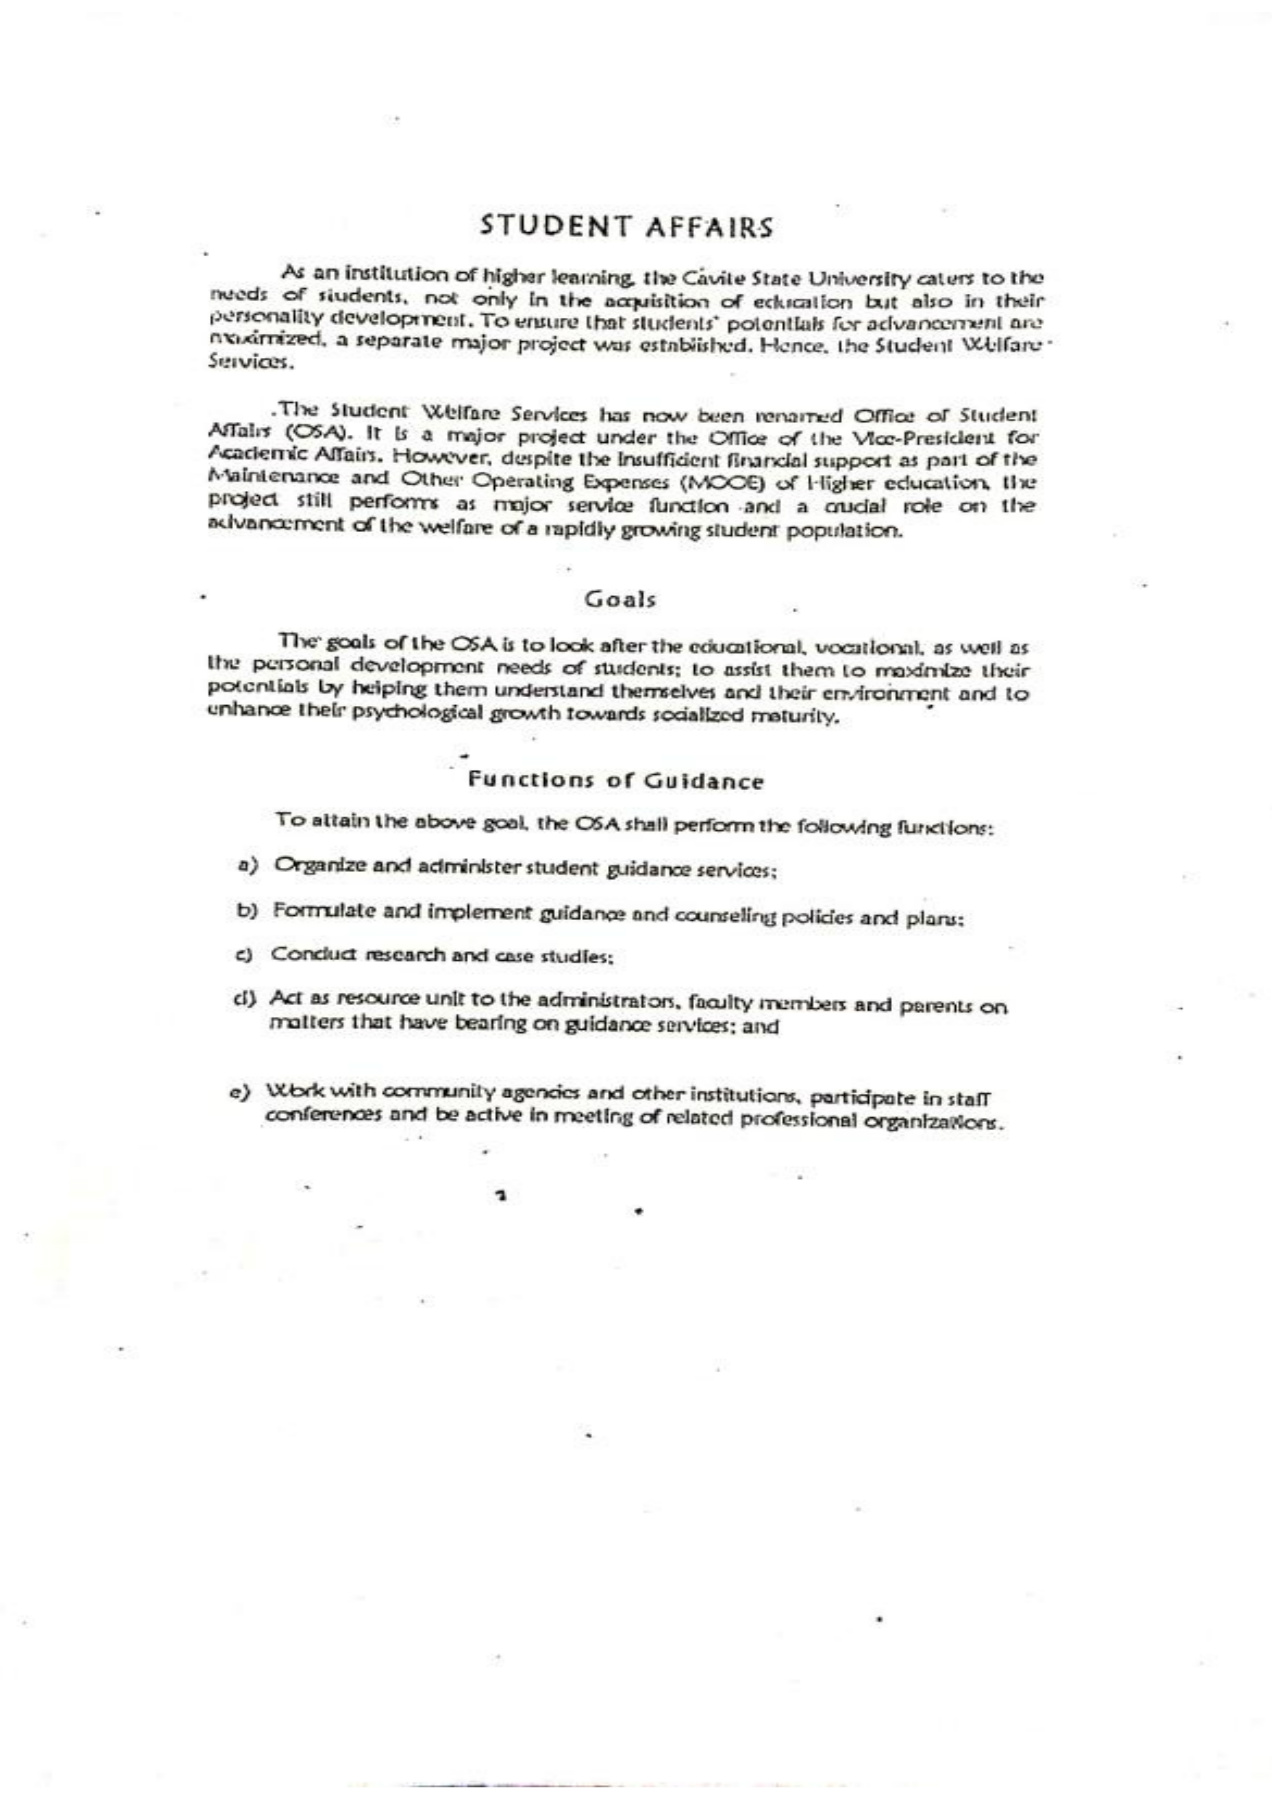 STUDENT AFFAIRS
As an institution of higher learning, the Cavite State University caters to the
needs of students, not only in the acquisition of education but also in their
personality development. To ensure that students' potentials for advancement are
maximized, a separate major project was established. Hence, the Student Welfare
Services.
The Student Welfare Services has now been renamed Office of Student
Affairs (OSA). It is a major project under the Office of the Vice-President for
Academic Affairs. However, despite the insufficient financial support as part of the
Maintenance and Other Operating Expenses (MOOE) of Higher education, the
project still performs as major service function and a crucial role on the
advancement of the welfare of a rapidly growing student population.
Goals
The goals of the OSA is to look after the educational, vocational, as well as
the personal development needs of students; to assist them to maximize their
potentials by helping them understand themselves and their environment and to
enhance their psychological growth towards socialized maturity.
Functions of Guidance
To attain the above goal, the OSA shall perform the following functions:
a) Organize and administer student guidance services;
b) Formulate and implement guidance and counseling policies and plans;
c) Conduct research and case studies;
d) Act as resource unit to the administrators, faculty members and parents on
matters that have bearing on guidance services; and
e) Work with community agencies and other institutions, participate in staff
conferences and be active in meeting of related professional organizations.